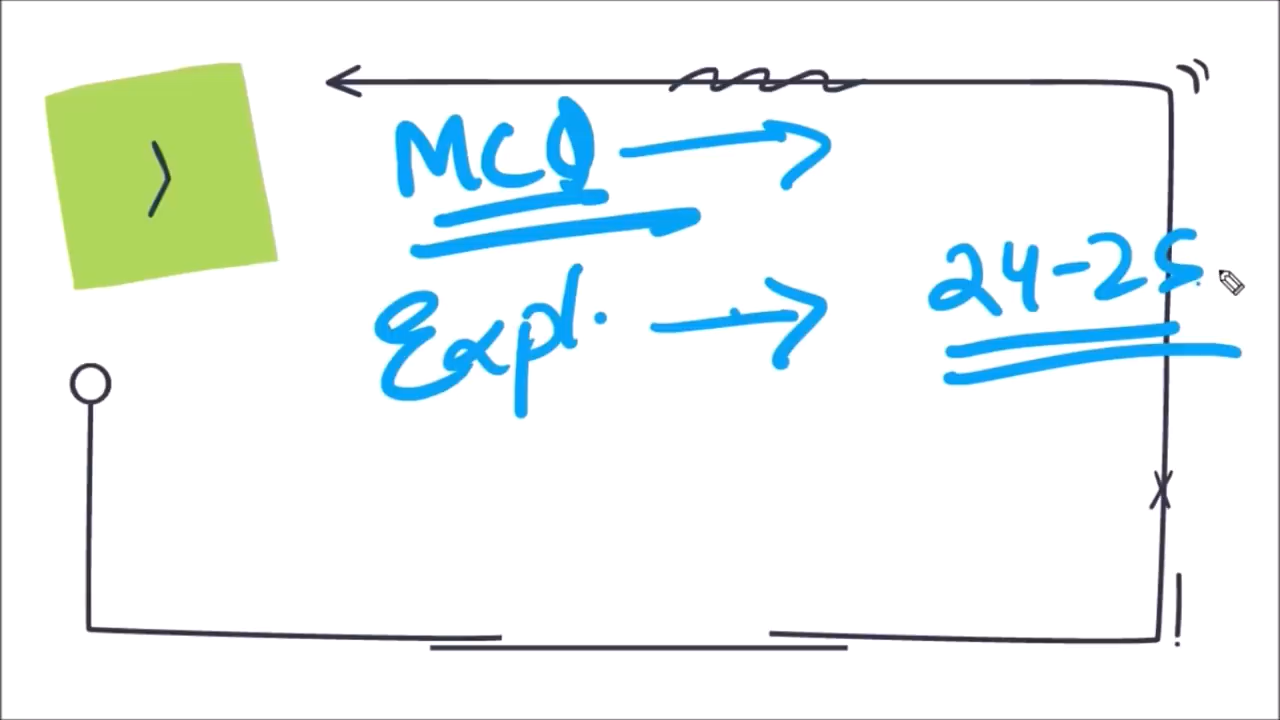 MCQ →
24-25
Expl. →